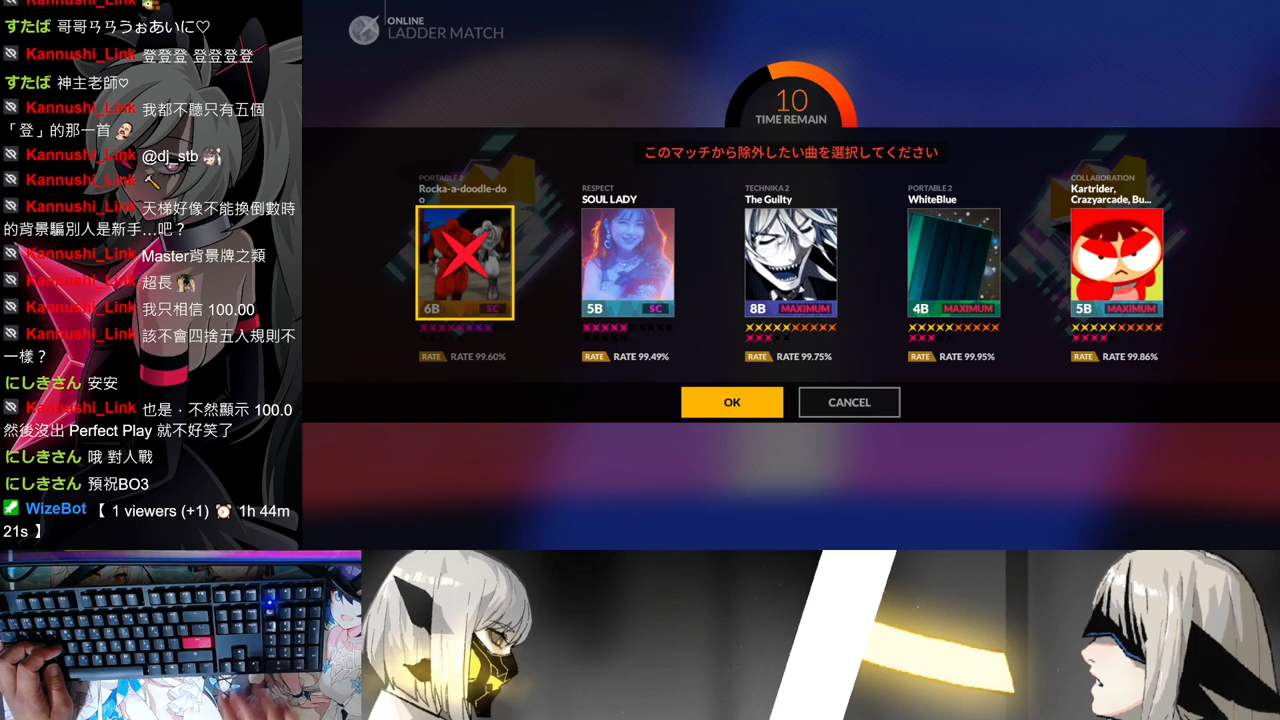 すたば 哥哥ㄢㄢうぉあいに♡
Kannushi_Link 登登登 登登登登
すたば 神主老師♡
Kannushi_Link 我都不聽只有五個
「登」的那一首
Kannushi_Link @dj_stb
Kannushi_Link
Kannushi_Link 天梯好像不能換倒數時
的背景騙別人是新手...吧？
Kannushi_Link Master背景牌之類
Kannushi_Link 超長
Kannushi_Link 我只相信 100.00
Kannushi_Link 該不會四捨五入規則不
一樣？
にしきさん 安安
Kannushi_Link 也是・不然顯示 100.0
然後沒出 Perfect Play 就不好笑了
にしきさん 哦 對人戰
にしきさん 預祝BO3
WizeBot 【 1 viewers (+1) ⏰ 1h 44m
21s 】
ONLINE
LADDER MATCH
10
TIME REMAIN
このマッチから除外したい曲を選択してください
PORTABLE 2
Rocka-a-doodle-do
o
6B SC
RATE RATE 99.60%
RESPECT
SOUL LADY
5B SC
RATE RATE 99.49%
TECHNIKA 2
The Guilty
8B MAXIMUM
RATE RATE 99.75%
PORTABLE 2
WhiteBlue
4B MAXIMUM
RATE RATE 99.95%
COLLABORATION
Kartrider,
Crazyarcade, Bu...
5B MAXIMUM
RATE RATE 99.86%
OK
CANCEL